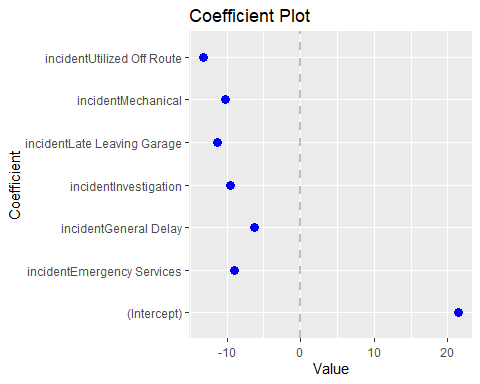 Coefficient Plot
incidentUtilized Off Route
incidentMechanical
incidentLate Leaving Garage
incidentInvestigation
incidentGeneral Delay
incidentEmergency Services
(Intercept)
Coefficient
-10 0 10 20
Value